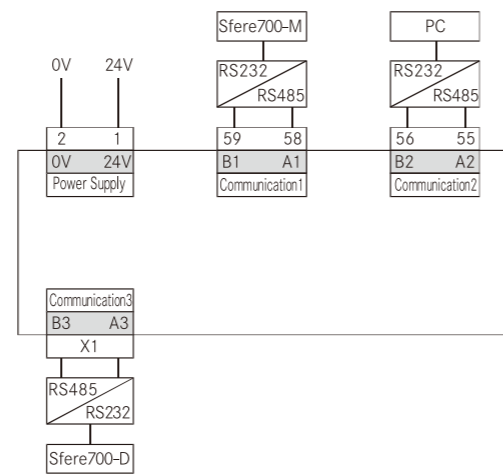 Sfere700-M PC
0V 24V
RS232 RS232
RS485 RS485
2 1 59 58 56 55
0V 24V B1 A1 B2 A2
Power Supply Communication1 Communication2
Communication3
B3 A3
X1
RS485
RS232
Sfere700-D